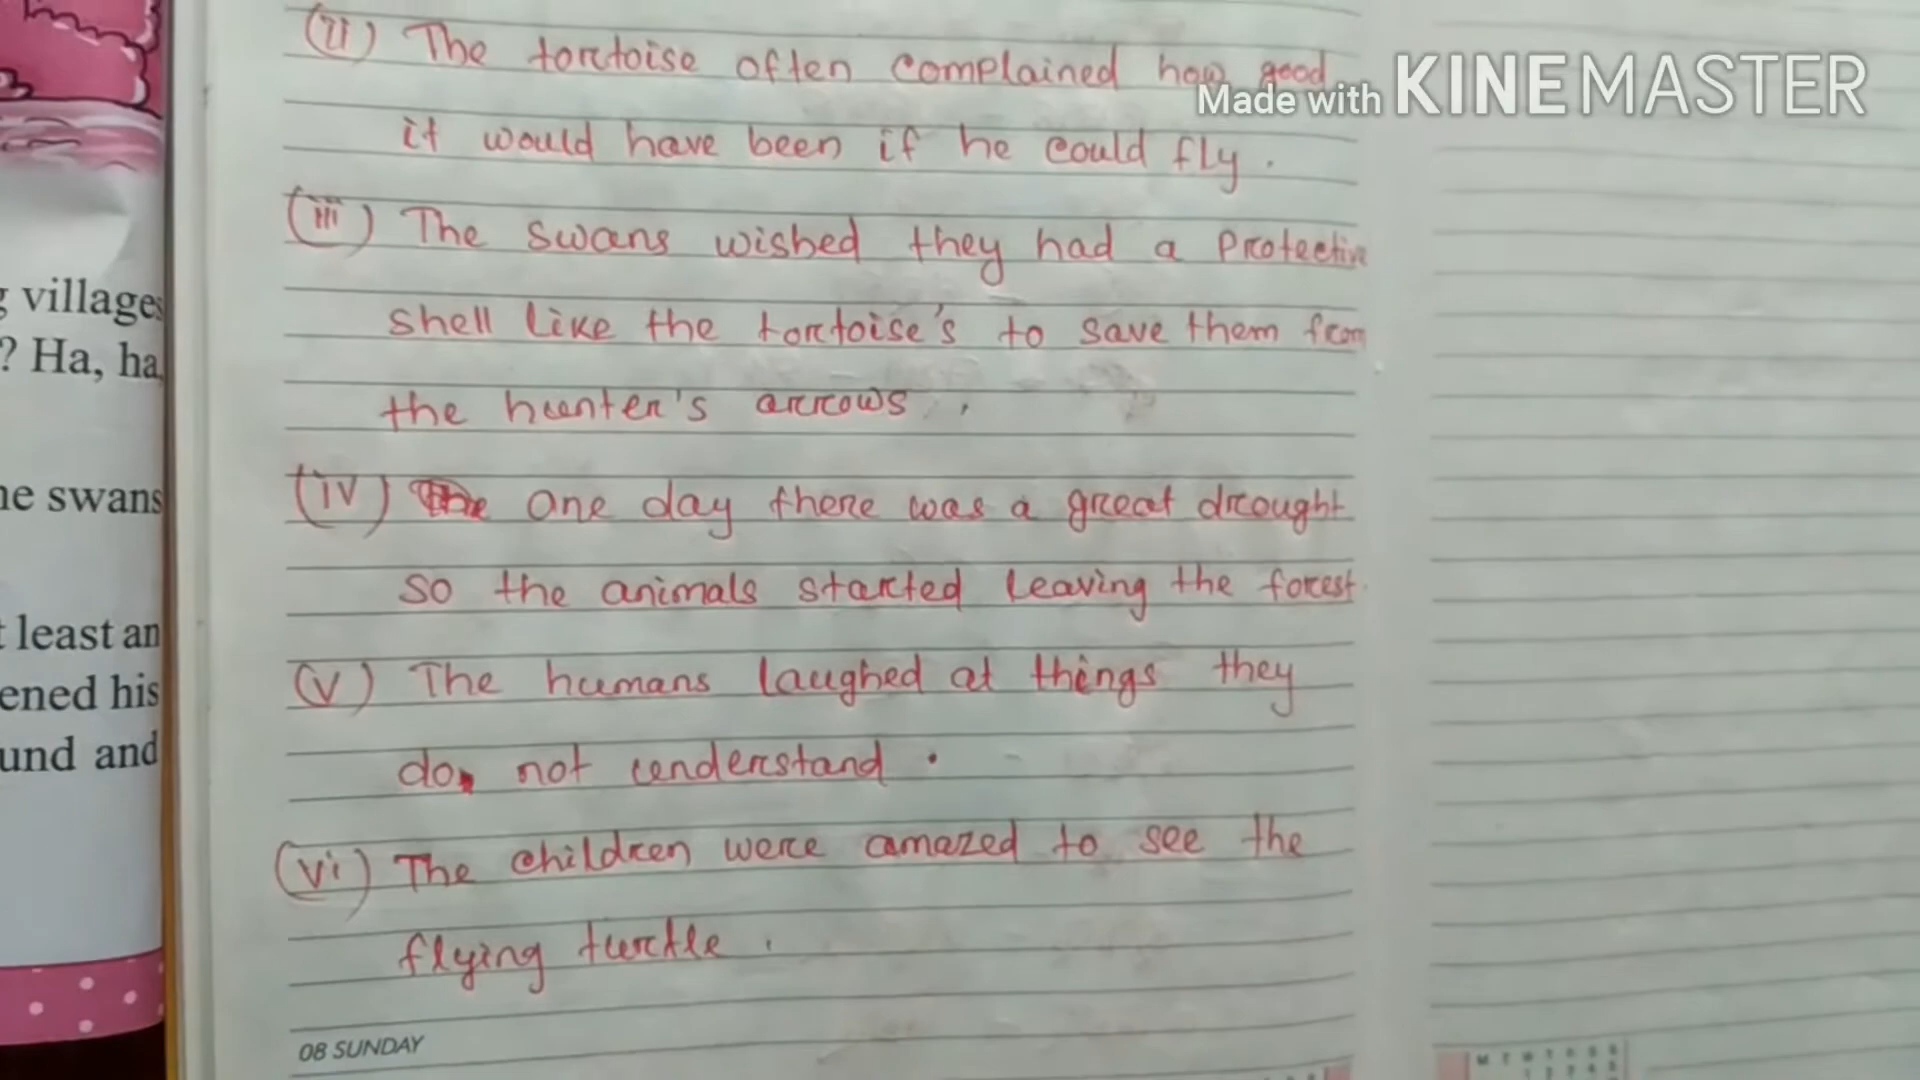 (ii) The tortoise often complained how good
Made with KINEMASTER
it would have been if he could fly.
(iii) The swans wished they had a Protective
shell like the tortoise's to save them from
the hunter's arrows.
(iv) One day there was a great drought
so the animals started leaving the forest.
(v) The humans laughed at things they
do not understand.
(vi) The children were amazed to see the
flying turtle.
08 SUNDAY
villages
? Ha, ha,
swans
least an
his
and